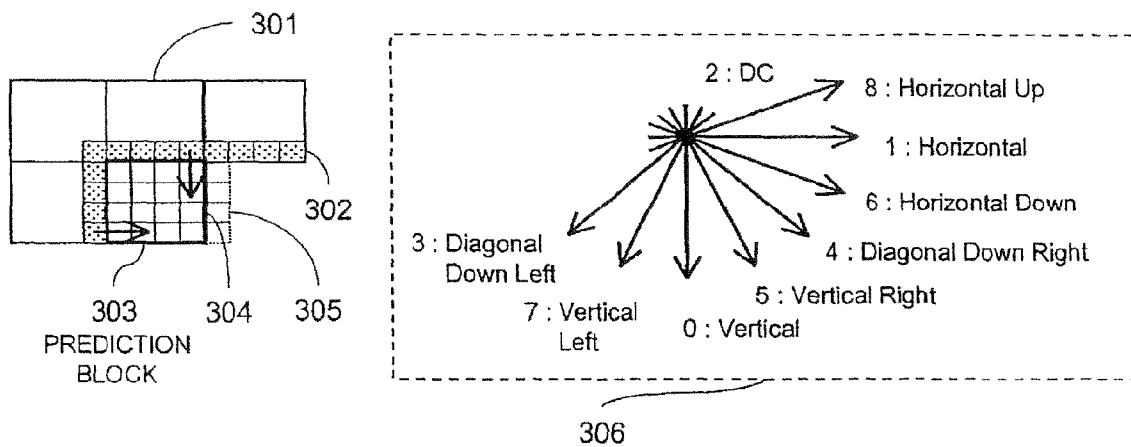 301
302
303
304
305
PREDICTION
BLOCK
2 : DC
8 : Horizontal Up
1 : Horizontal
6 : Horizontal Down
4 : Diagonal Down Right
5 : Vertical Right
0 : Vertical
7 : Vertical
Left
3 : Diagonal
Down Left
306